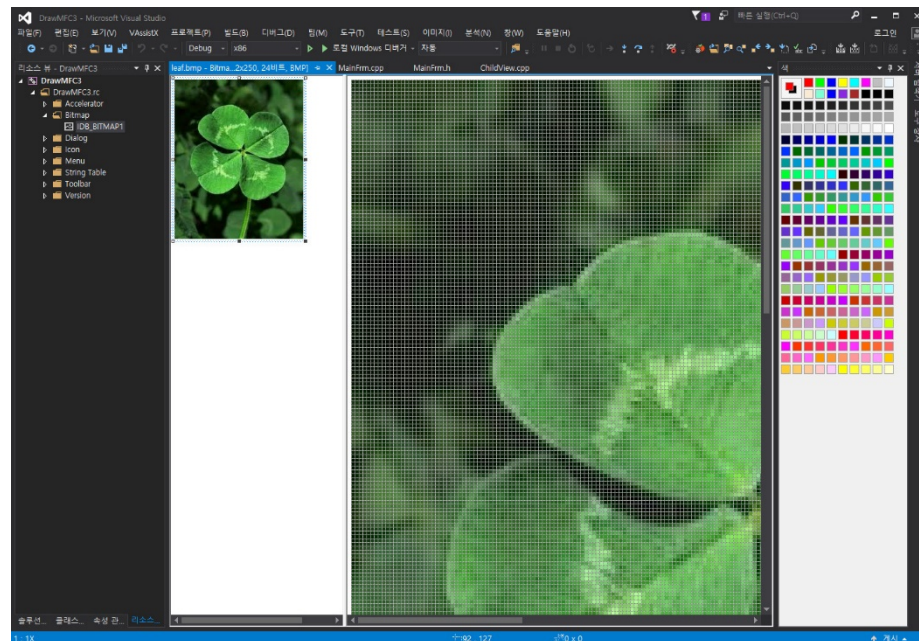 DrawMFC3 - Microsoft Visual Studio
1
빠른 실행(Ctrl+Q)
파일(F) 편집(E) 보기(V) VAssistX 프로젝트(P) 빌드(B) 디버그(D) 팀(M) 도구(T) 테스트(S) 이미지(I) 분석(N) 창(W) 도움말(H)
로그인
Debug x86 로컬 Windows 디버거 자동
리소스 뷰 - DrawMFC3
leaf.bmp - Bitma...2x250, 24비트, BMP]
MainFrm.cpp MainFrm.h ChildView.cpp
색
DrawMFC3
DrawMFC3.rc
Accelerator
Bitmap
IDB_BITMAP1
Dialog
Icon
Menu
String Table
Toolbar
Version
솔루션... 클래스... 속성 관... 리소스...
1 : 1X
92, 127
0 x 0
게시